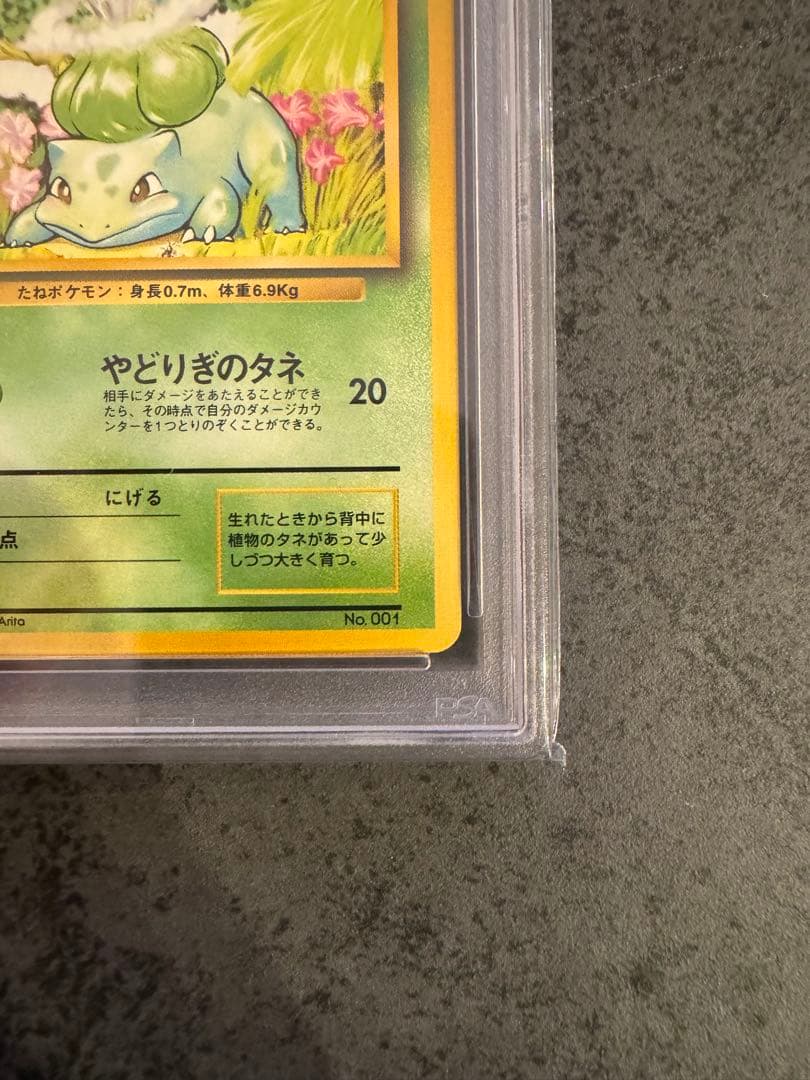 たねポケモン：身長0.7m、体重6.9Kg
やどりぎのタネ
相手にダメージをあたえることができ
たら、その時点で自分のダメージカウ
ンターを1つとりのぞくことができる。
20
にげる
点
生れたときから背中に
植物のタネがあって少
しづつ大きく育つ。
Arita
No. 001
PSA